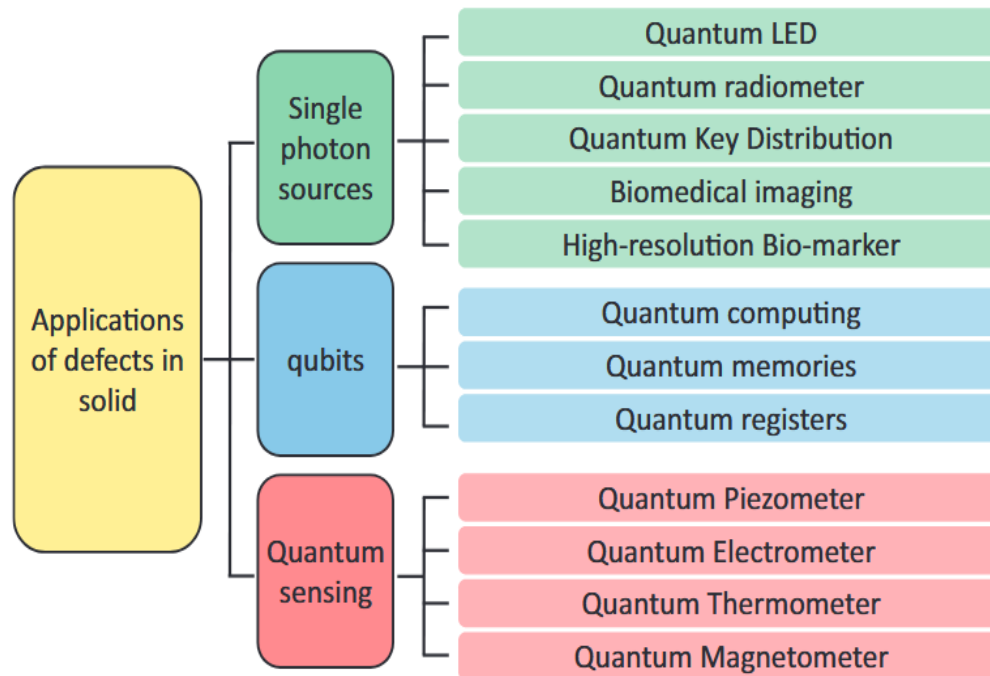 Applications
of defects in
solid
Single
photon
sources
Quantum LED
Quantum radiometer
Quantum Key Distribution
Biomedical imaging
High-resolution Bio-marker
qubits
Quantum computing
Quantum memories
Quantum registers
Quantum
sensing
Quantum Piezometer
Quantum Electrometer
Quantum Thermometer
Quantum Magnetometer